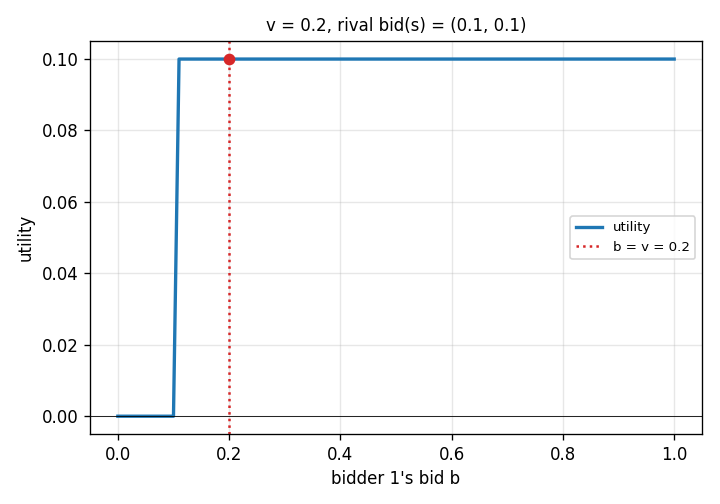 v = 0.2, rival bid(s) = (0.1, 0.1)
utility
0.10
0.08
0.06
0.04
0.02
0.00
utility
b = v = 0.2
0.0 0.2 0.4 0.6 0.8 1.0
bidder 1's bid b